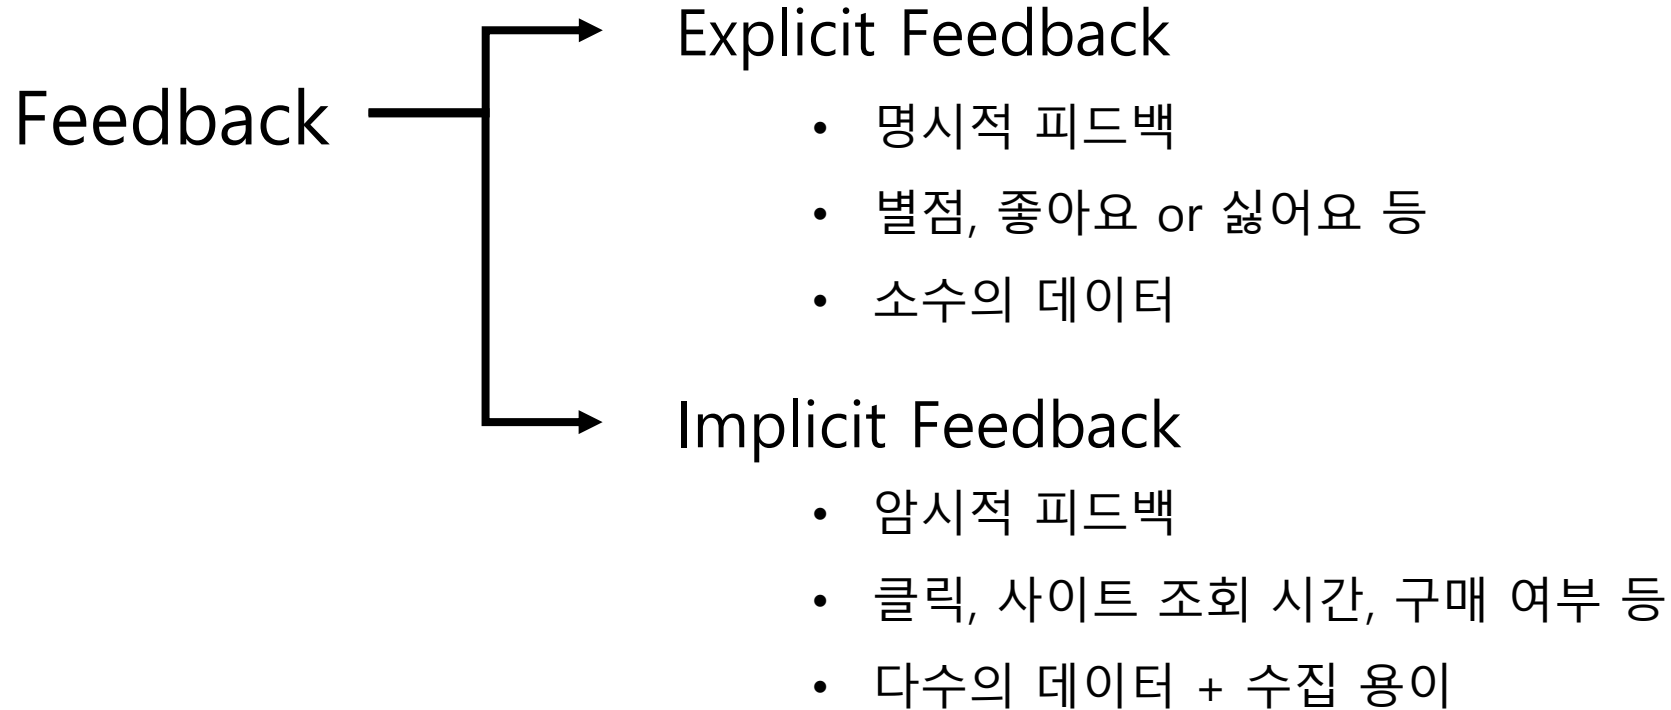 Feedback
Explicit Feedback
• 명시적 피드백
• 별점, 좋아요 or 싫어요 등
• 소수의 데이터
Implicit Feedback
• 암시적 피드백
• 클릭, 사이트 조회 시간, 구매 여부 등
• 다수의 데이터 + 수집 용이